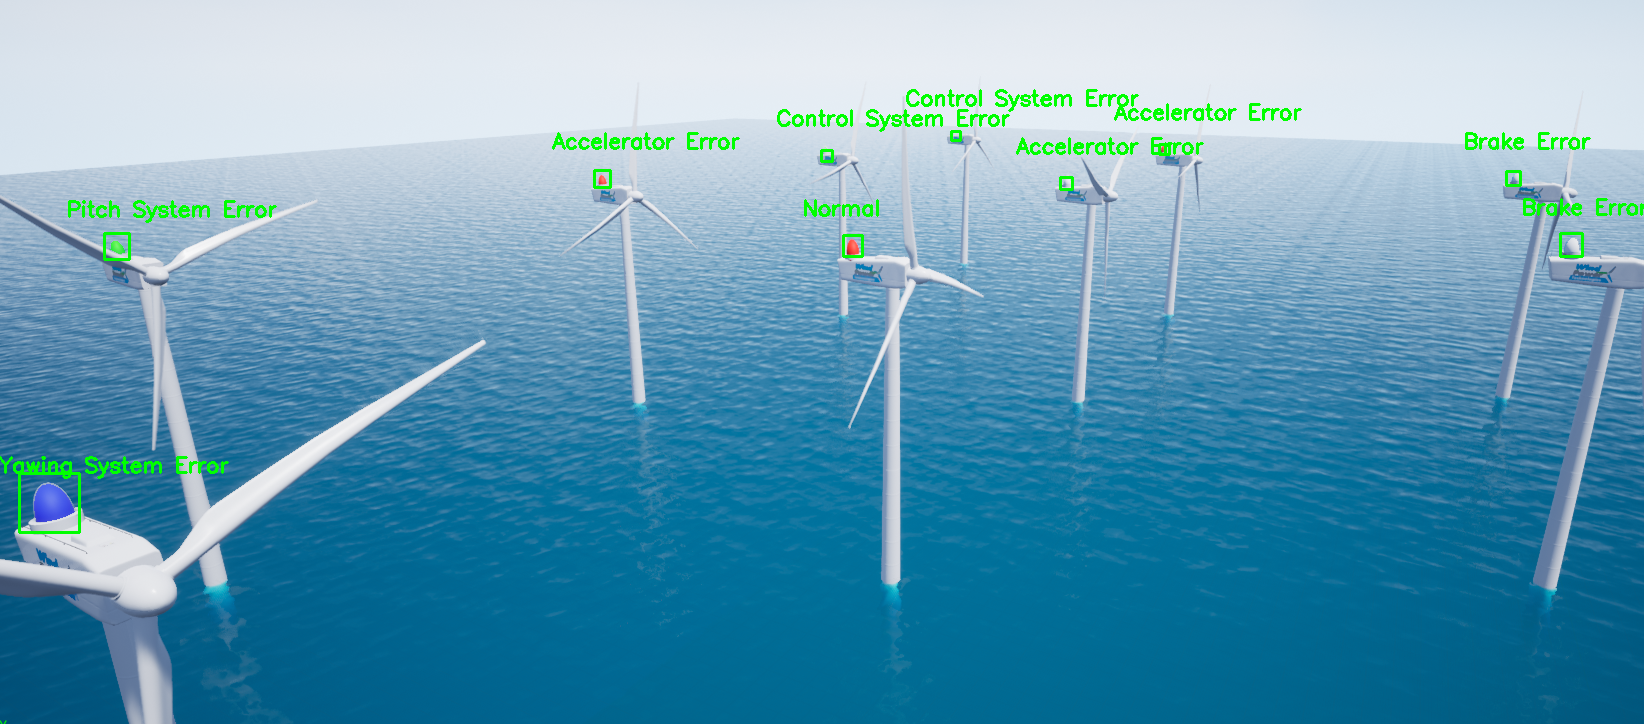 Control System Error
Accelerator Error
Control System Error
Accelerator Error
Accelerator Error
Brake Error
Pitch System Error
Normal
Brake Error
Yawing System Error